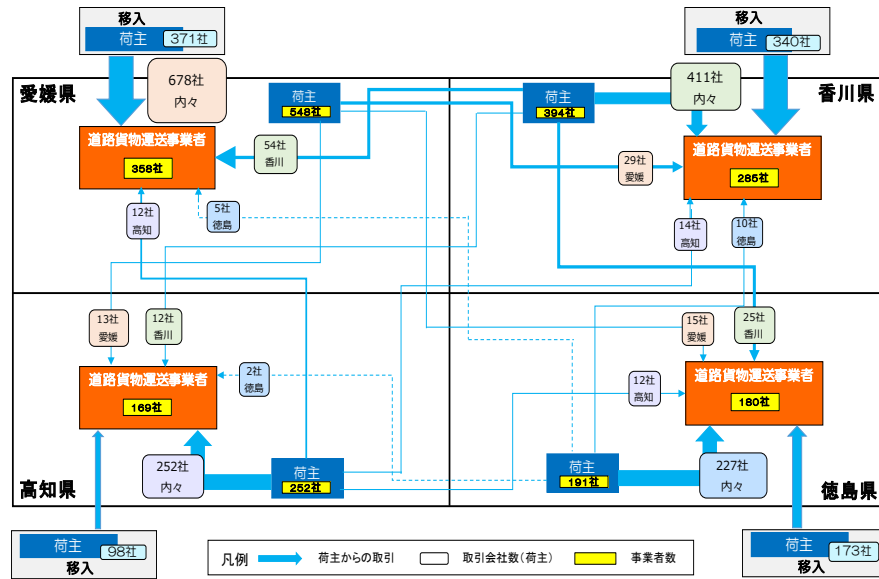 移入
荷主
371社
移入
荷主
340社
愛媛県
678社
内々
荷主
548社
荷主
394社
411社
内々
香川県
道路貨物運送事業者
358社
54社
香川
29社
愛媛
道路貨物運送事業者
285社
12社
高知
5社
徳島
14社
高知
10社
徳島
13社
愛媛
12社
香川
15社
愛媛
25社
香川
道路貨物運送事業者
169社
2社
徳島
12社
高知
道路貨物運送事業者
180社
252社
内々
荷主
252社
荷主
191社
227社
内々
高知県
徳島県
荷主
98社
移入
凡例
荷主からの取引
取引会社数(荷主)
事業者数
荷主
173社
移入